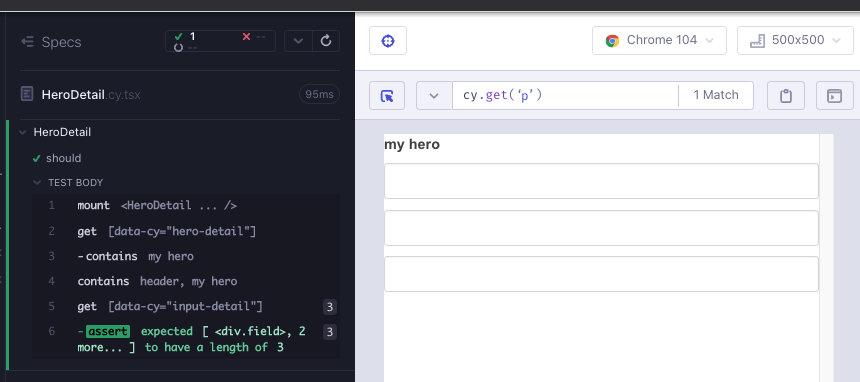 Specs
1
--
--
HeroDetail.cy.tsx
95ms
HeroDetail
should
TEST BODY
1 mount <HeroDetail ... />
2 get [data-cy="hero-detail"]
3 -contains my hero
4 contains header, my hero
5 get [data-cy="input-detail"] 3
6 -assert expected [ <div.field>, 2 3
more... ] to have a length of 3
Chrome 104
500x500
cy.get('p')
1 Match
my hero